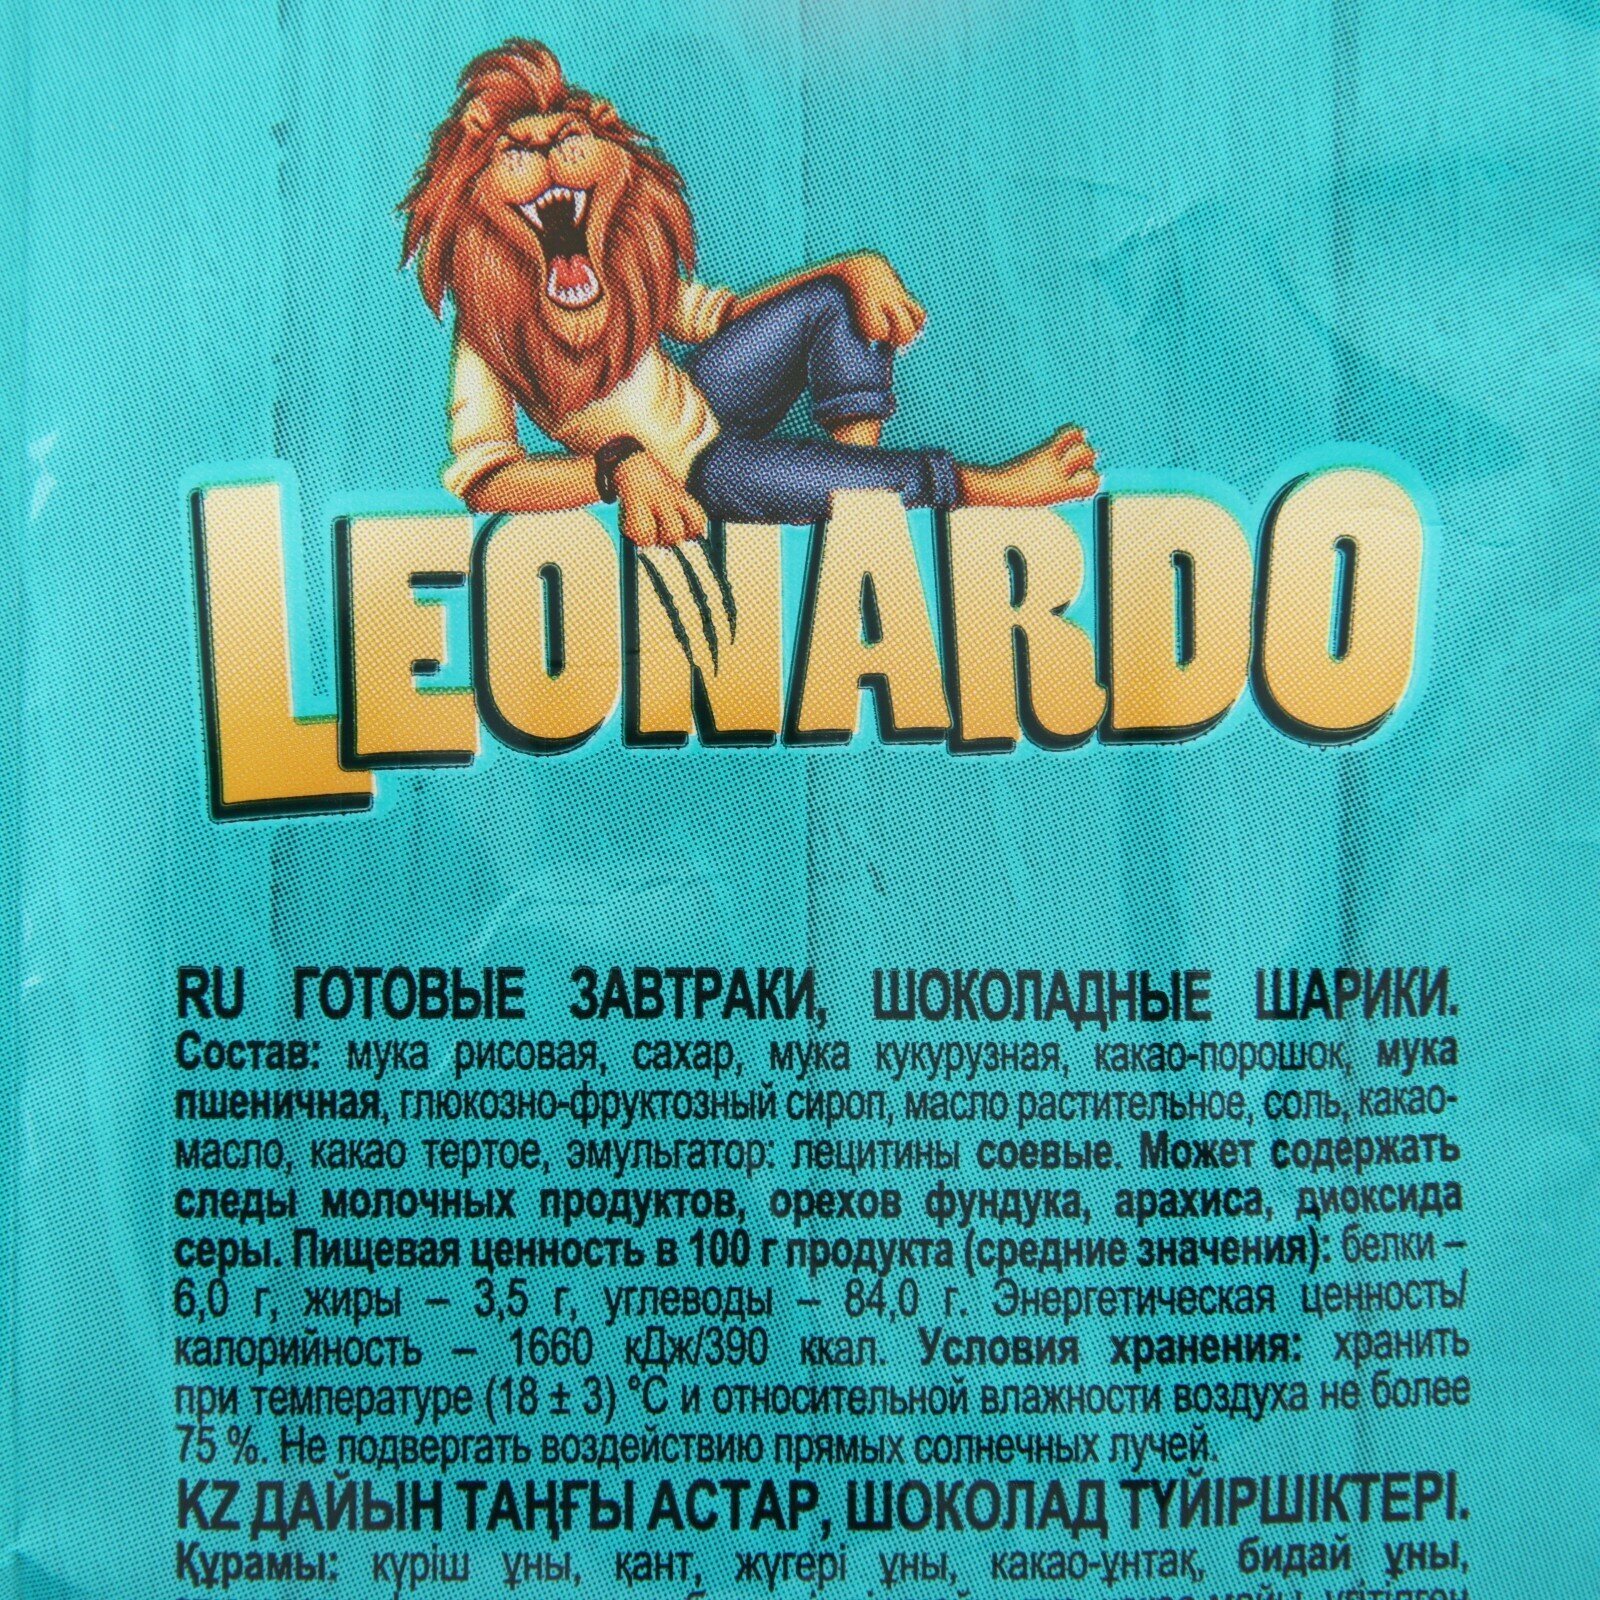 LEONARDO
RU ГОТОВЫЕ ЗАВТРАКИ, ШОКОЛАДНЫЕ ШАРИКИ.
Состав: мука рисовая, сахар, мука кукурузная, какао-порошок, мука
пшеничная, глюкозно-фруктозный сироп, масло растительное, соль, какао-
масло, какао тертое, эмульгатор: лецитины соевые. Может содержать
следы молочных продуктов, орехов фундука, арахиса, диоксида
серы. Пищевая ценность в 100 г продукта (средние значения): белки –
6,0 г, жиры – 3,5 г, углеводы – 84,0 г. Энергетическая ценность/
калорийность – 1660 кДж/390 ккал. Условия хранения: хранить
при температуре (18 ± 3) °С и относительной влажности воздуха не более
75 %. Не подвергать воздействию прямых солнечных лучей.
KZ ДАЙЫН ТАҢҒЫ АСТАР, ШОКОЛАД ТҮЙІРШІКТЕРІ.
Құрамы: күріш ұны, қант, жүгері ұны, какао-ұнтақ, бидай ұны,